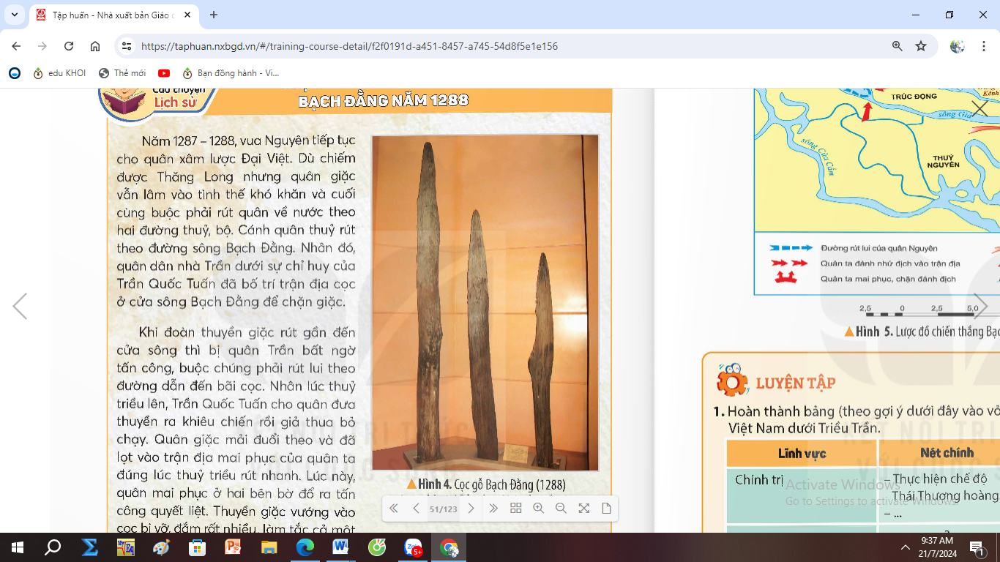 Tập huấn - Nhà xuất bản Giáo
https://taphuan.nxbgd.vn/#/training-course-detail/f2f0191d-a451-8457-a745-54d8f5e1e156
edu KHOI
Thẻ mới
Bạn đồng hành - Vi...
Câu chuyện
Lịch sử
BẠCH ĐẰNG NĂM 1288
Năm 1287 – 1288, vua Nguyên tiếp tục
cho quân xâm lược Đại Việt. Dù chiếm
được Thăng Long nhưng quân giặc
vẫn lâm vào tình thế khó khăn và cuối
cùng buộc phải rút quân về nước theo
hai đường thuỷ, bộ. Cánh quân thuỷ rút
theo đường sông Bạch Đằng. Nhân đó,
quân dân nhà Trần dưới sự chỉ huy của
Trần Quốc Tuấn đã bố trí trận địa cọc
ở cửa sông Bạch Đằng để chặn giặc.
Khi đoàn thuyền giặc rút gần đến
cửa sông thì bị quân Trần bất ngờ
tấn công, buộc chúng phải rút lui theo
đường dẫn đến bãi cọc. Nhân lúc thuỷ
triều lên, Trần Quốc Tuấn cho quân đưa
thuyền ra khiêu chiến rồi giả thua bỏ
chạy. Quân giặc mải đuổi theo và đã
lọt vào trận địa mai phục của quân ta
đúng lúc thuỷ triều rút nhanh. Lúc này,
quân mai phục ở hai bên bờ đổ ra tấn
công quyết liệt. Thuyền giặc vướng vào
cọc bị vỡ, đắm rất nhiều, làm tắc cả một
Hình 4. Cọc gỗ Bạch Đằng (1288)
51/123
TRÚC ĐỘNG
Kênh
sông Giá
sông Cửa Cấm
THUỶ
NGUYÊN
Đường rút lui của quân Nguyên
Quân ta đánh nhử địch vào trận địa
Quân ta mai phục, chặn đánh địch
2,5 0 2,5 5,0
Hình 5. Lược đồ chiến thắng Bạc
LUYỆN TẬP
1. Hoàn thành bảng (theo gợi ý dưới đây vào vở
Việt Nam dưới Triều Trần.
Lĩnh vực
Nét chính
Chính trị
– Thực hiện chế độ
Thái Thượng hoàng
– ...
Activate Windows
Go to Settings to activate Windows.
KẾT NỐI TRI THỨC
VỚI CUỘC SỐNG
5+
9:37 AM
21/7/2024
1